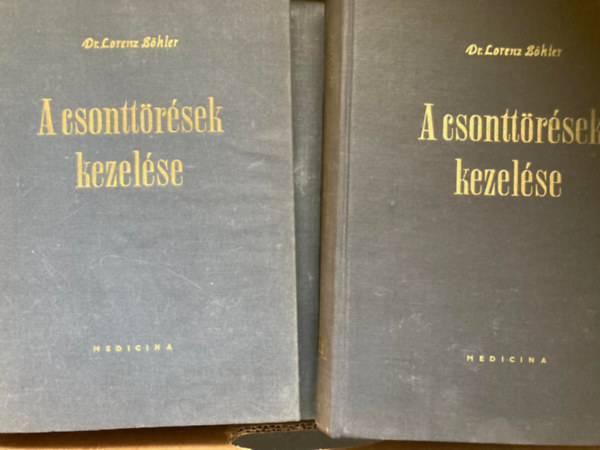 Dr. Lorenz Böhler
A csonttörések
kezelése
MEDICINA
Dr. Lorenz Böhler
A csonttörések
kezelése
MEDICINA